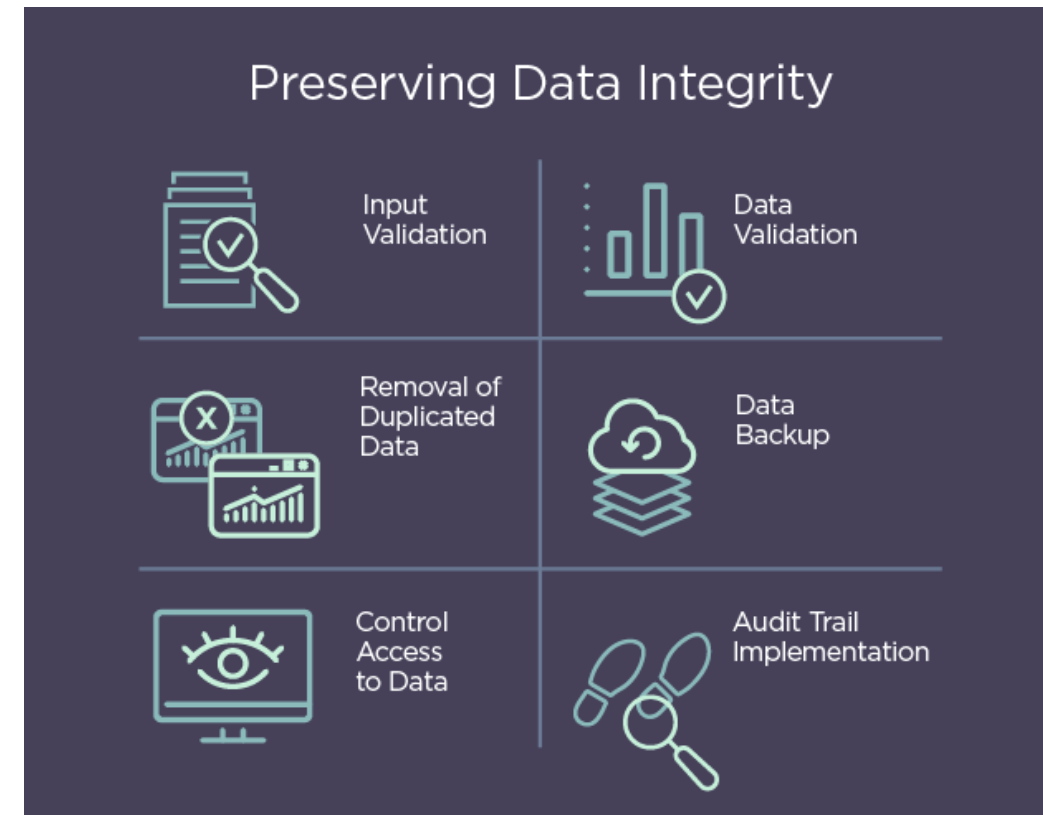 Preserving Data Integrity
Input
Validation
Data
Validation
Removal of
Duplicated
Data
Data
Backup
Control
Access
to Data
Audit Trail
Implementation
X